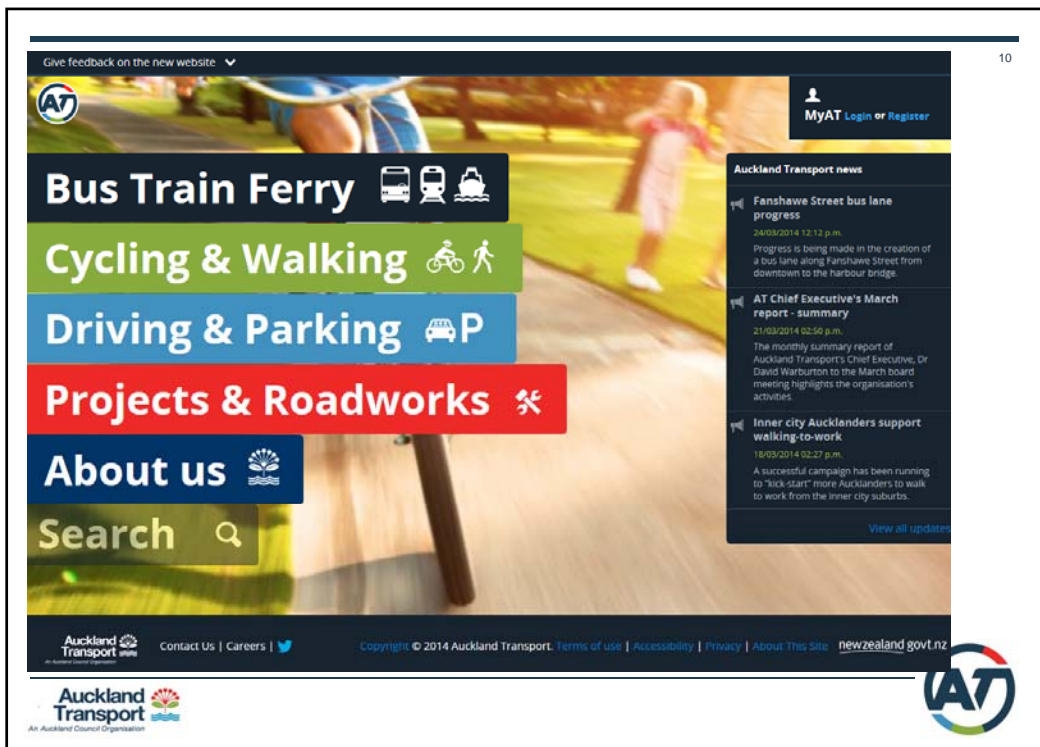 10
Give feedback on the new website
AT
MyAT Login or Register
Bus Train Ferry
Cycling & Walking
Driving & Parking P
Projects & Roadworks
About us
Search
Auckland Transport news
Fanshawe Street bus lane
progress
24/03/2014 12:12 p.m.
Progress is being made in the creation of
a bus lane along Fanshawe Street from
downtown to the harbour bridge.
AT Chief Executive's March
report - summary
21/03/2014 02:50 p.m.
The monthly summary report of
Auckland Transport's Chief Executive, Dr
David Warburton to the March board
meeting highlights the organisation's
activities.
Inner city Aucklanders support
walking-to-work
18/03/2014 02:27 p.m.
A successful campaign has been running
to "kick-start" more Aucklanders to walk
to work from the inner city suburbs.
View all updates
Auckland
Transport
An Auckland Council Organisation
Contact Us | Careers |
Copyright © 2014 Auckland Transport. Terms of use | Accessibility | Privacy | About This Site
newzealand.govt.nz
Auckland
Transport
An Auckland Council Organisation
AT